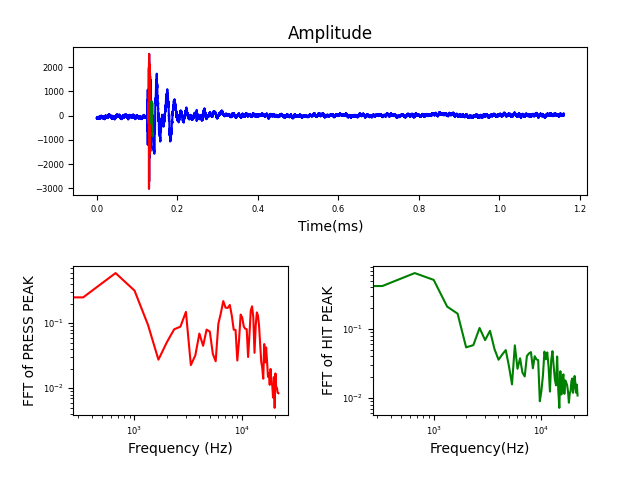 Amplitude
2000
1000
0
−1000
−2000
−3000
0.0 0.2 0.4 0.6 0.8 1.0 1.2
Time(ms)
FFT of PRESS PEAK
10⁻¹
10⁻²
10³ 10⁴
Frequency (Hz)
FFT of HIT PEAK
10⁻¹
10⁻²
10³ 10⁴
Frequency(Hz)